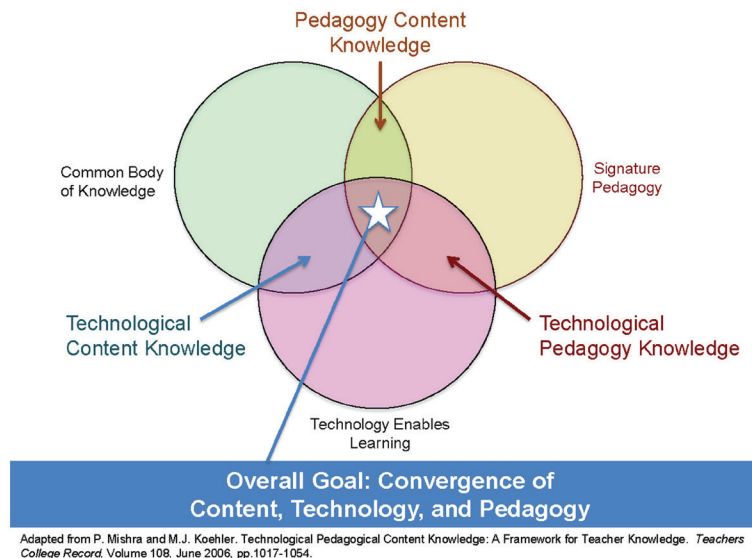 Pedagogy Content
Knowledge
Common Body
of Knowledge
Signature
Pedagogy
Technological
Content Knowledge
Technological
Pedagogy Knowledge
Technology Enables
Learning
Overall Goal: Convergence of
Content, Technology, and Pedagogy
Adapted from P. Mishra and M.J. Koehler. Technological Pedagogical Content Knowledge: A Framework for Teacher Knowledge. Teachers
College Record. Volume 108, June 2006, pp.1017-1054.